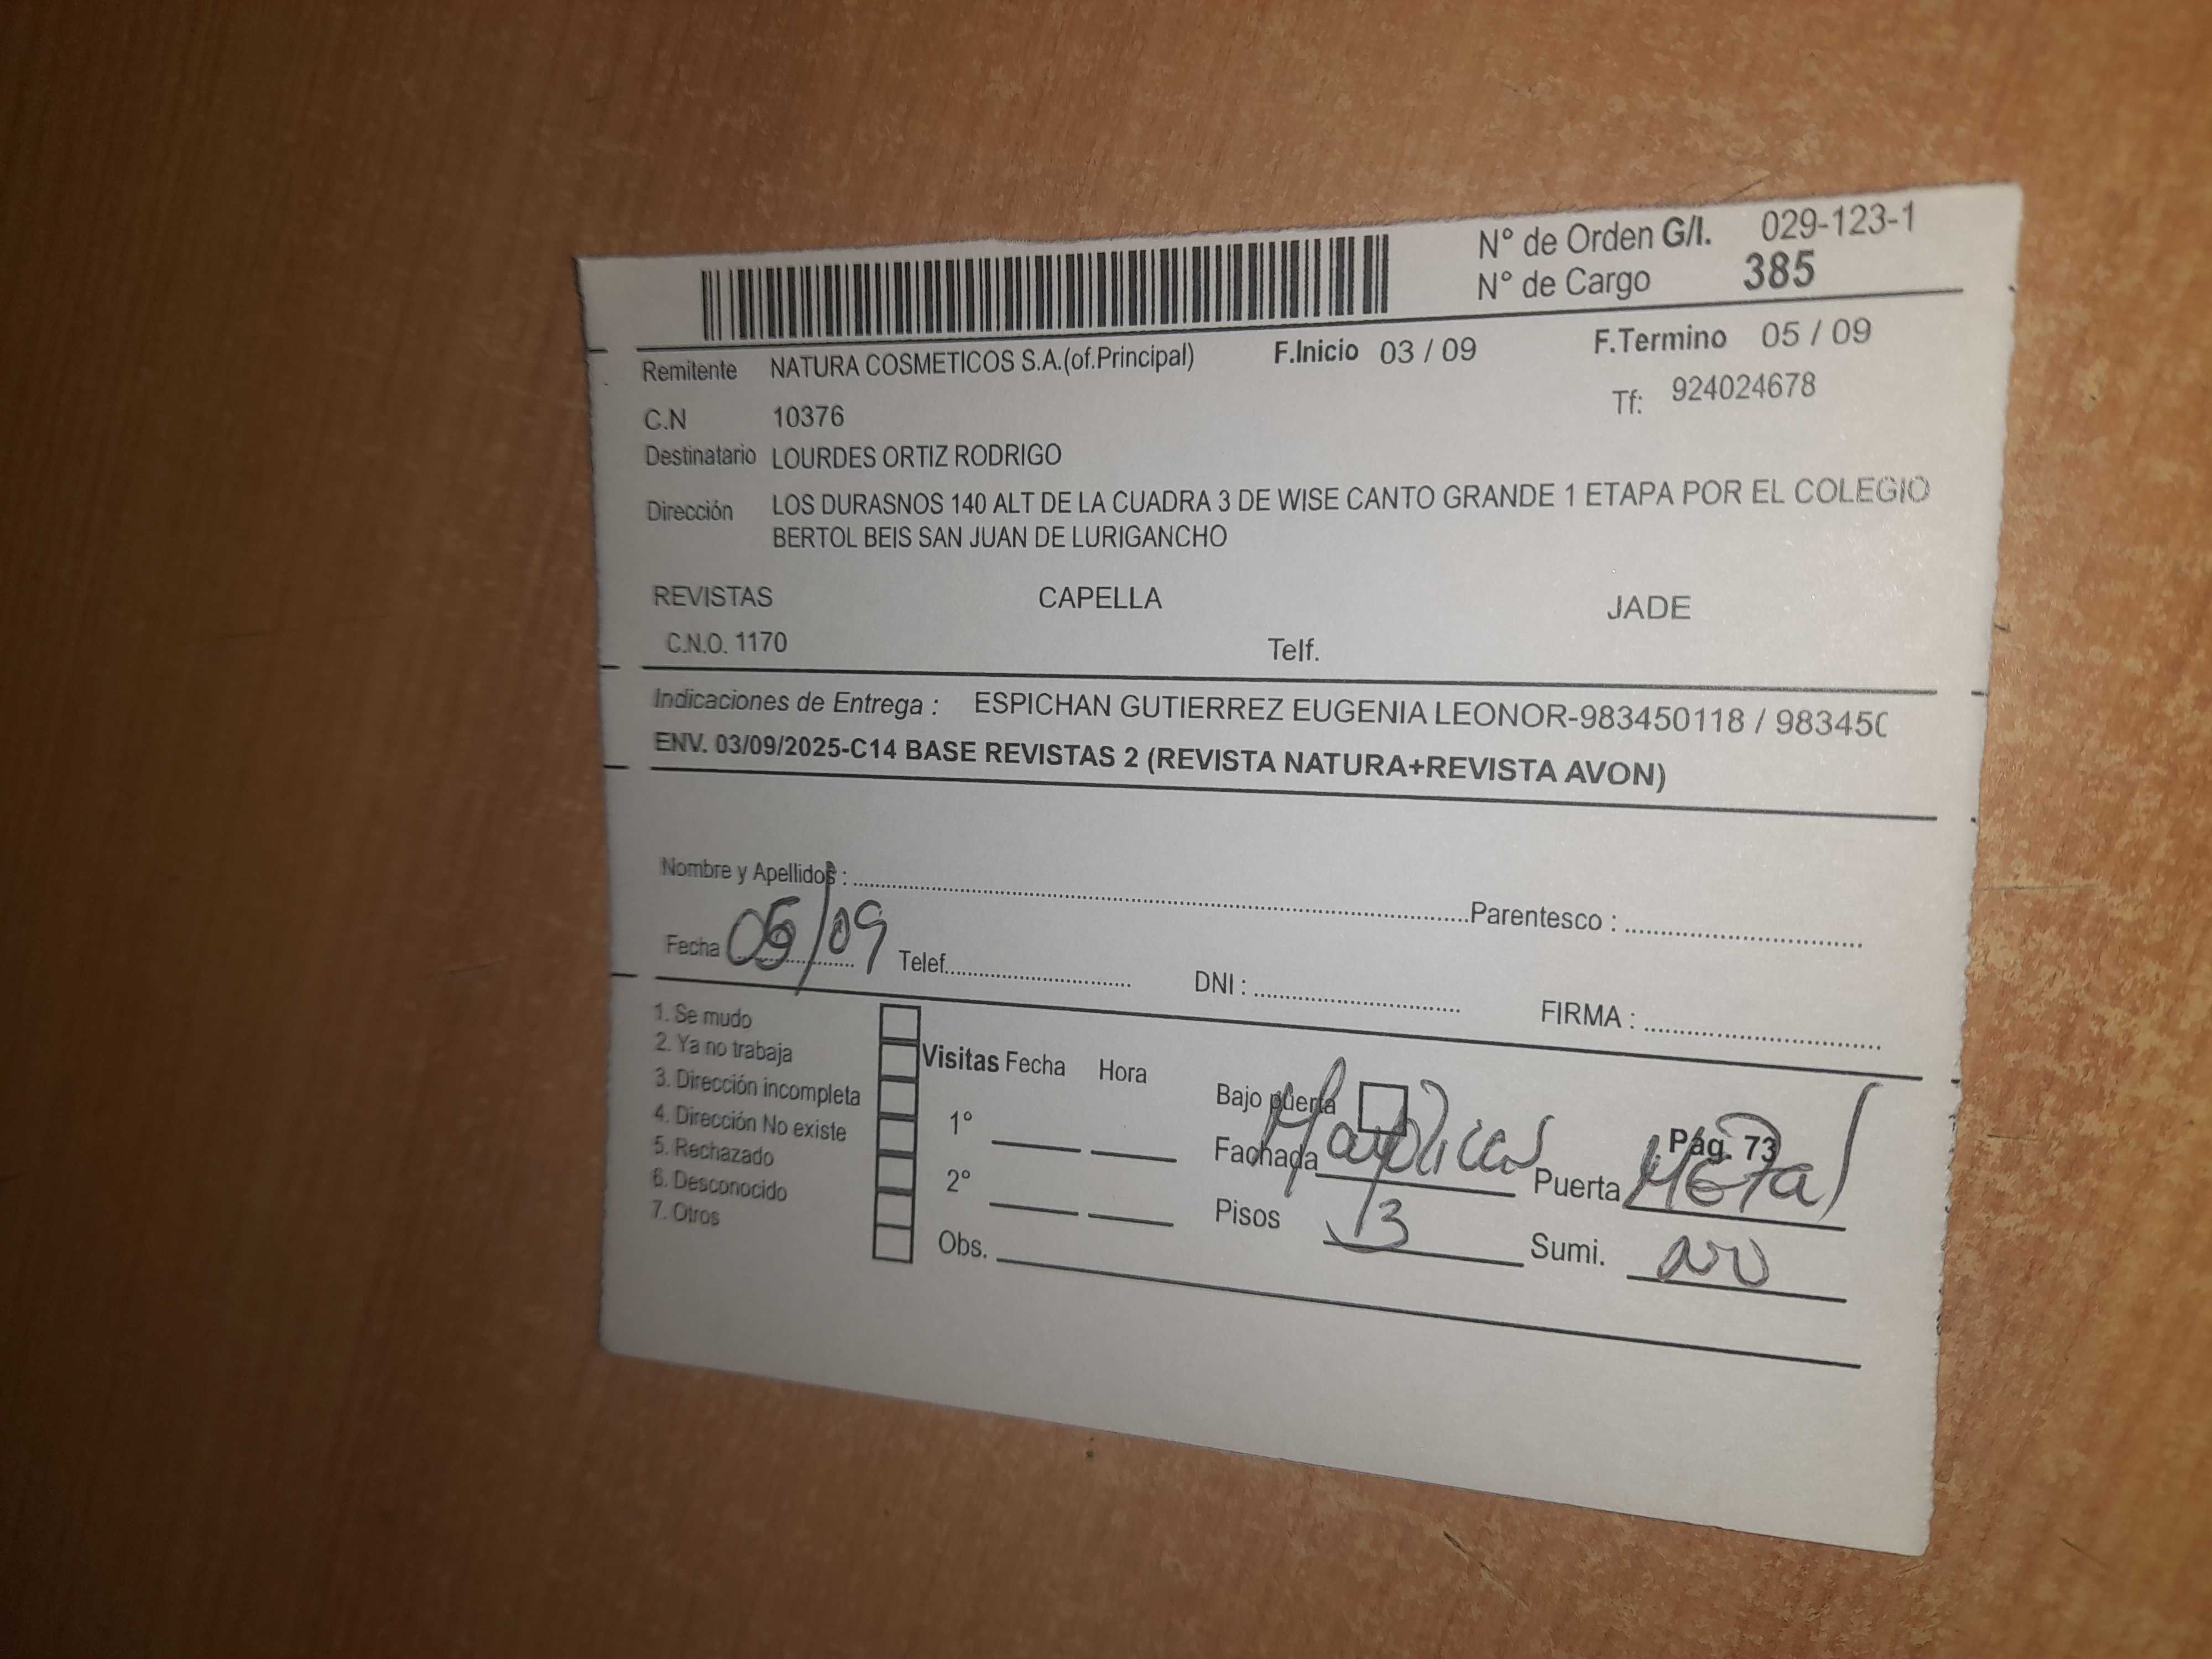 N° de Orden G/I. 029-123-1
N° de Cargo 385
Remitente NATURA COSMETICOS S.A.(of.Principal) F.Inicio 03 / 09 F.Termino 05 / 09
C.N 10376 Tf: 924024678
Destinatario LOURDES ORTIZ RODRIGO
Dirección LOS DURASNOS 140 ALT DE LA CUADRA 3 DE WISE CANTO GRANDE 1 ETAPA POR EL COLEGIO
BERTOL BEIS SAN JUAN DE LURIGANCHO
REVISTAS CAPELLA JADE
C.N.O. 1170 Telf.
Indicaciones de Entrega : ESPICHAN GUTIERREZ EUGENIA LEONOR-983450118 / 98345
ENV. 03/09/2025-C14 BASE REVISTAS 2 (REVISTA NATURA+REVISTA AVON)
Nombre y Apellidos : Parentesco :
Fecha 05/09 Telef. DNI : FIRMA :
1. Se mudo
2. Ya no trabaja
3. Dirección incompleta
4. Dirección No existe
5. Rechazado
6. Desconocido
7. Otros
Visitas Fecha Hora
1°
2°
Obs.
Bajo puerta
Pág. 73
Fachada Mayolicas Puerta Metal
Pisos 3 Sumi.